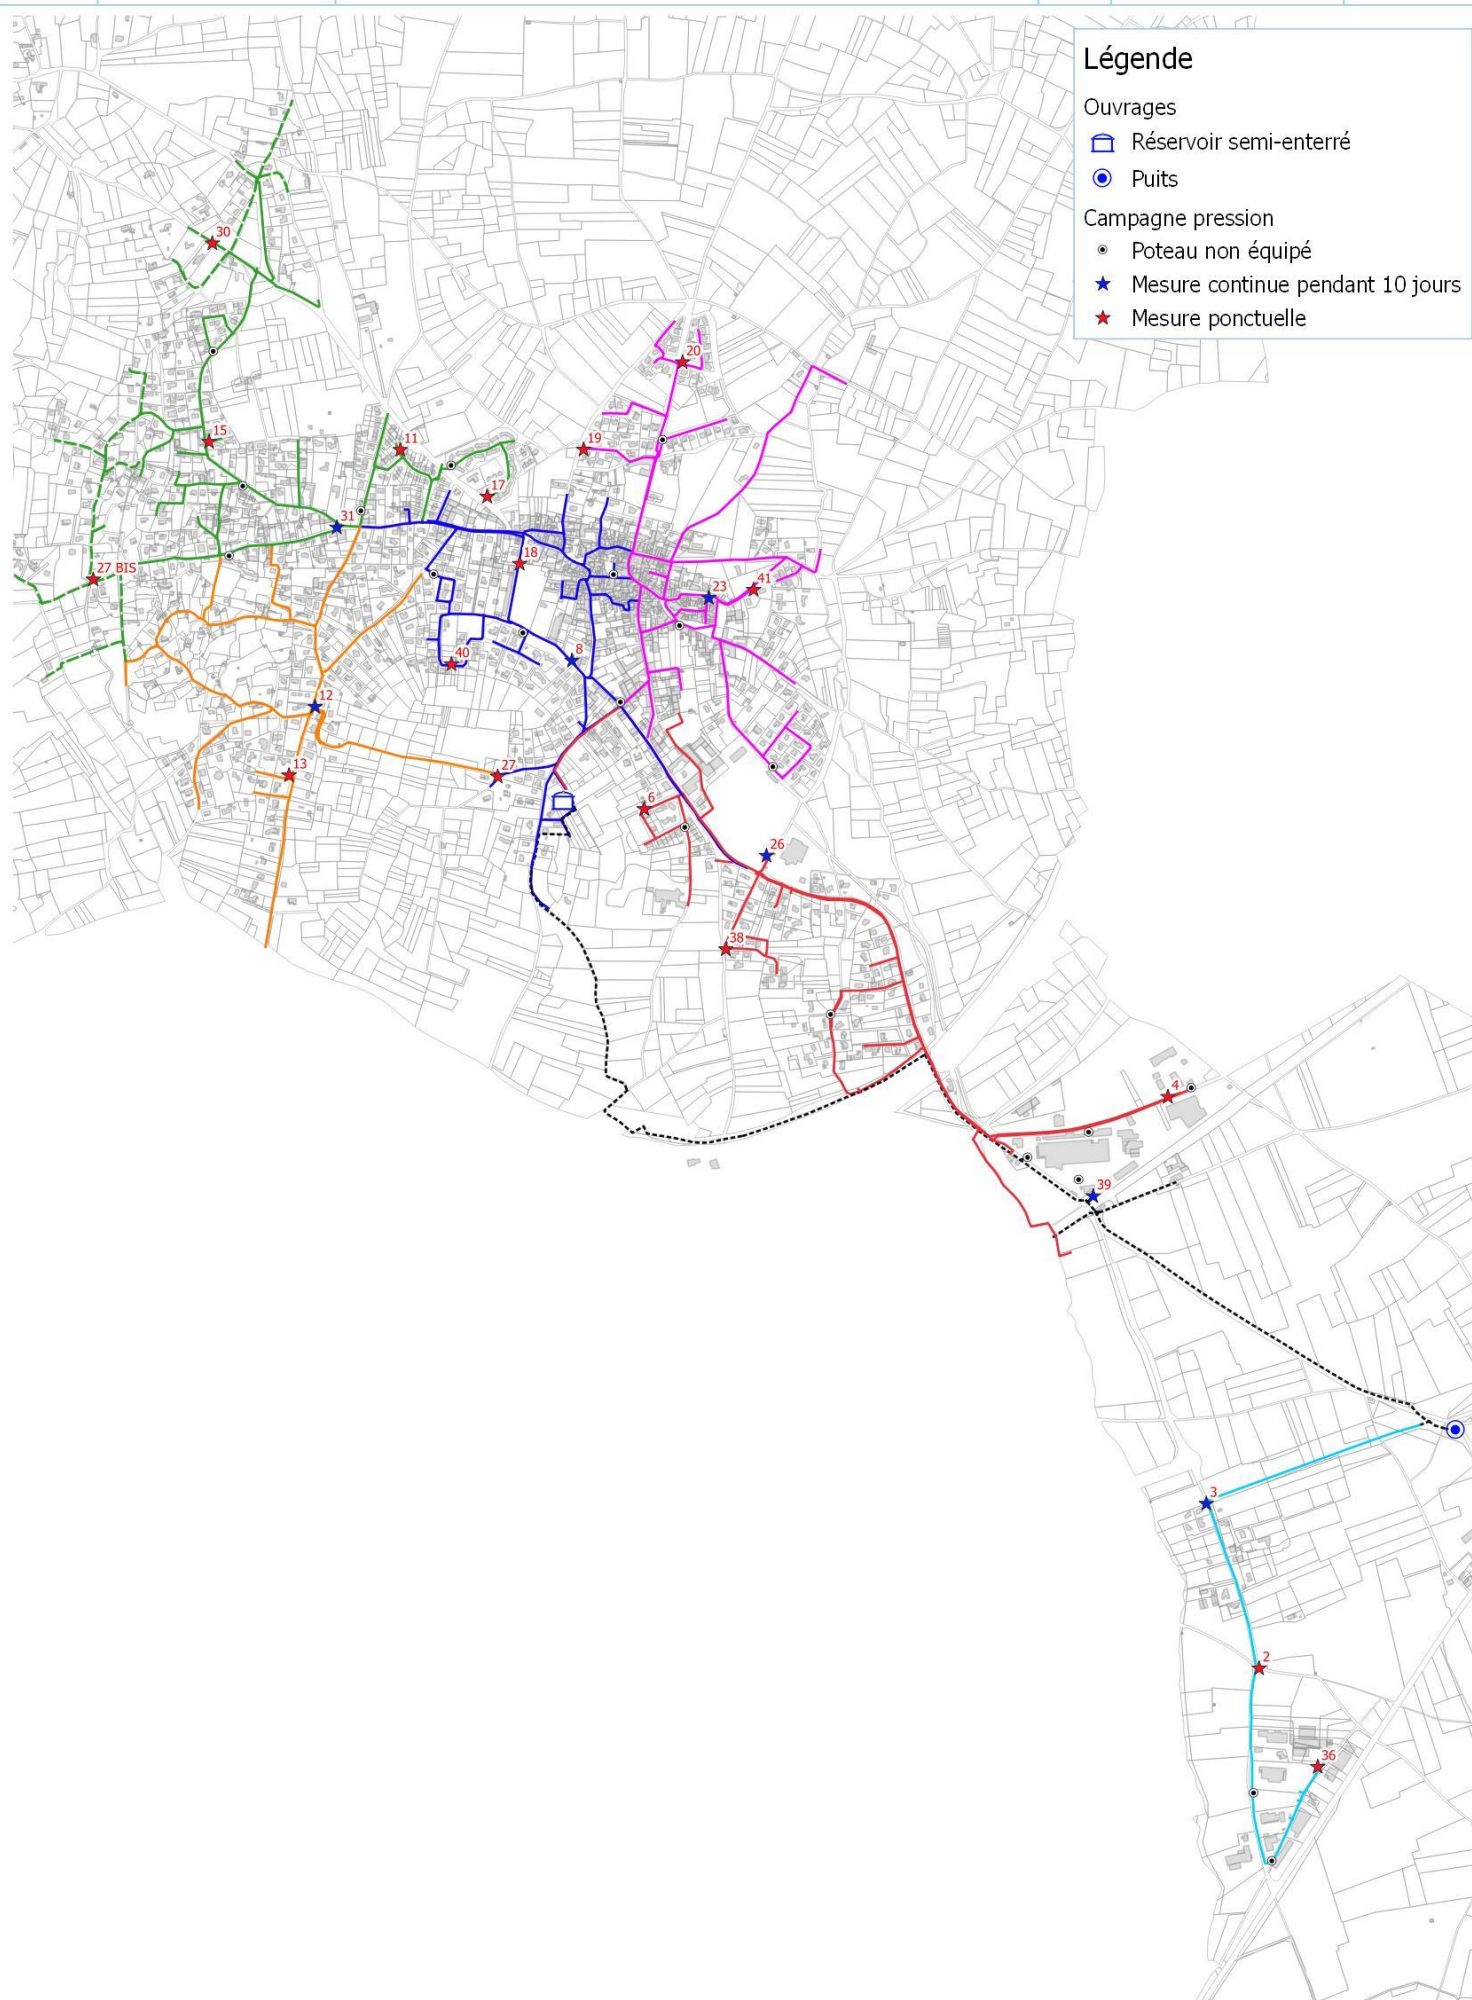 Légende
Ouvrages
Réservoir semi-enterré
Puits
Campagne pression
Poteau non équipé
Mesure continue pendant 10 jours
Mesure ponctuelle
30
20
15
11
19
17
31
18
27 BIS
23
41
40
8
12
13
27
6
26
38
4
39
3
2
36